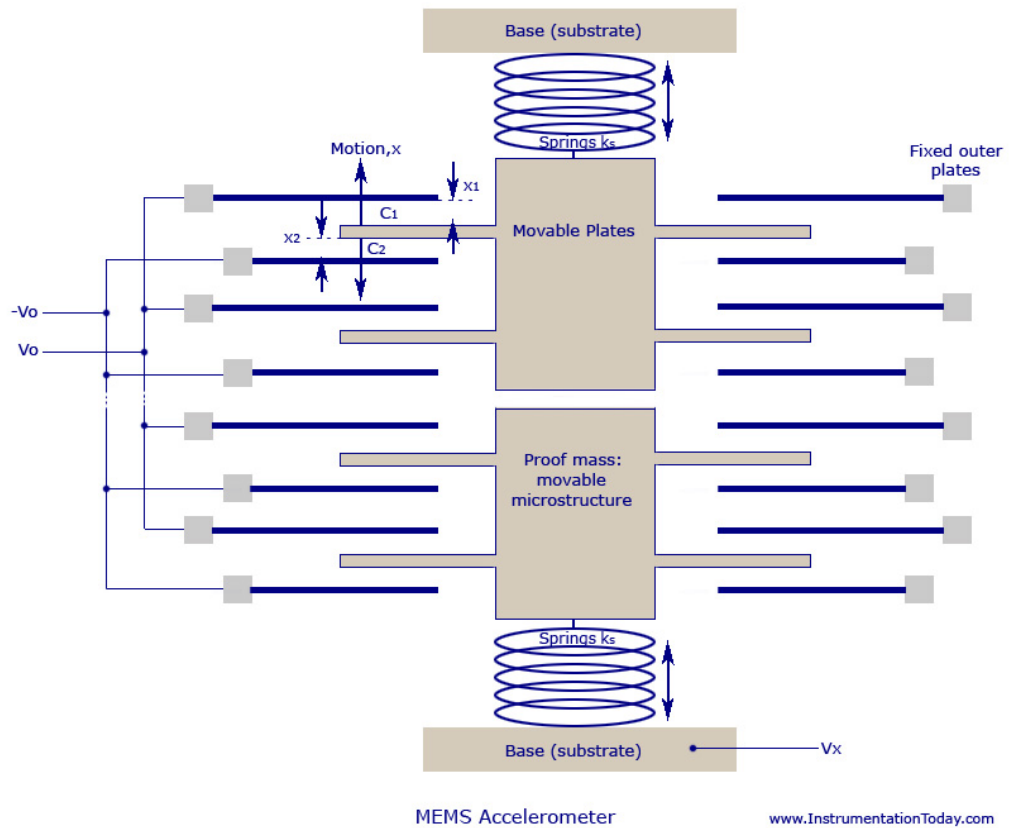 Base (substrate)
Springs ks
Motion,x
Fixed outer
plates
x1
C1
Movable Plates
x2
C2
-Vo
Vo
Proof mass:
movable
microstructure
Springs ks
Base (substrate)
Vx
MEMS Accelerometer
www.InstrumentationToday.com